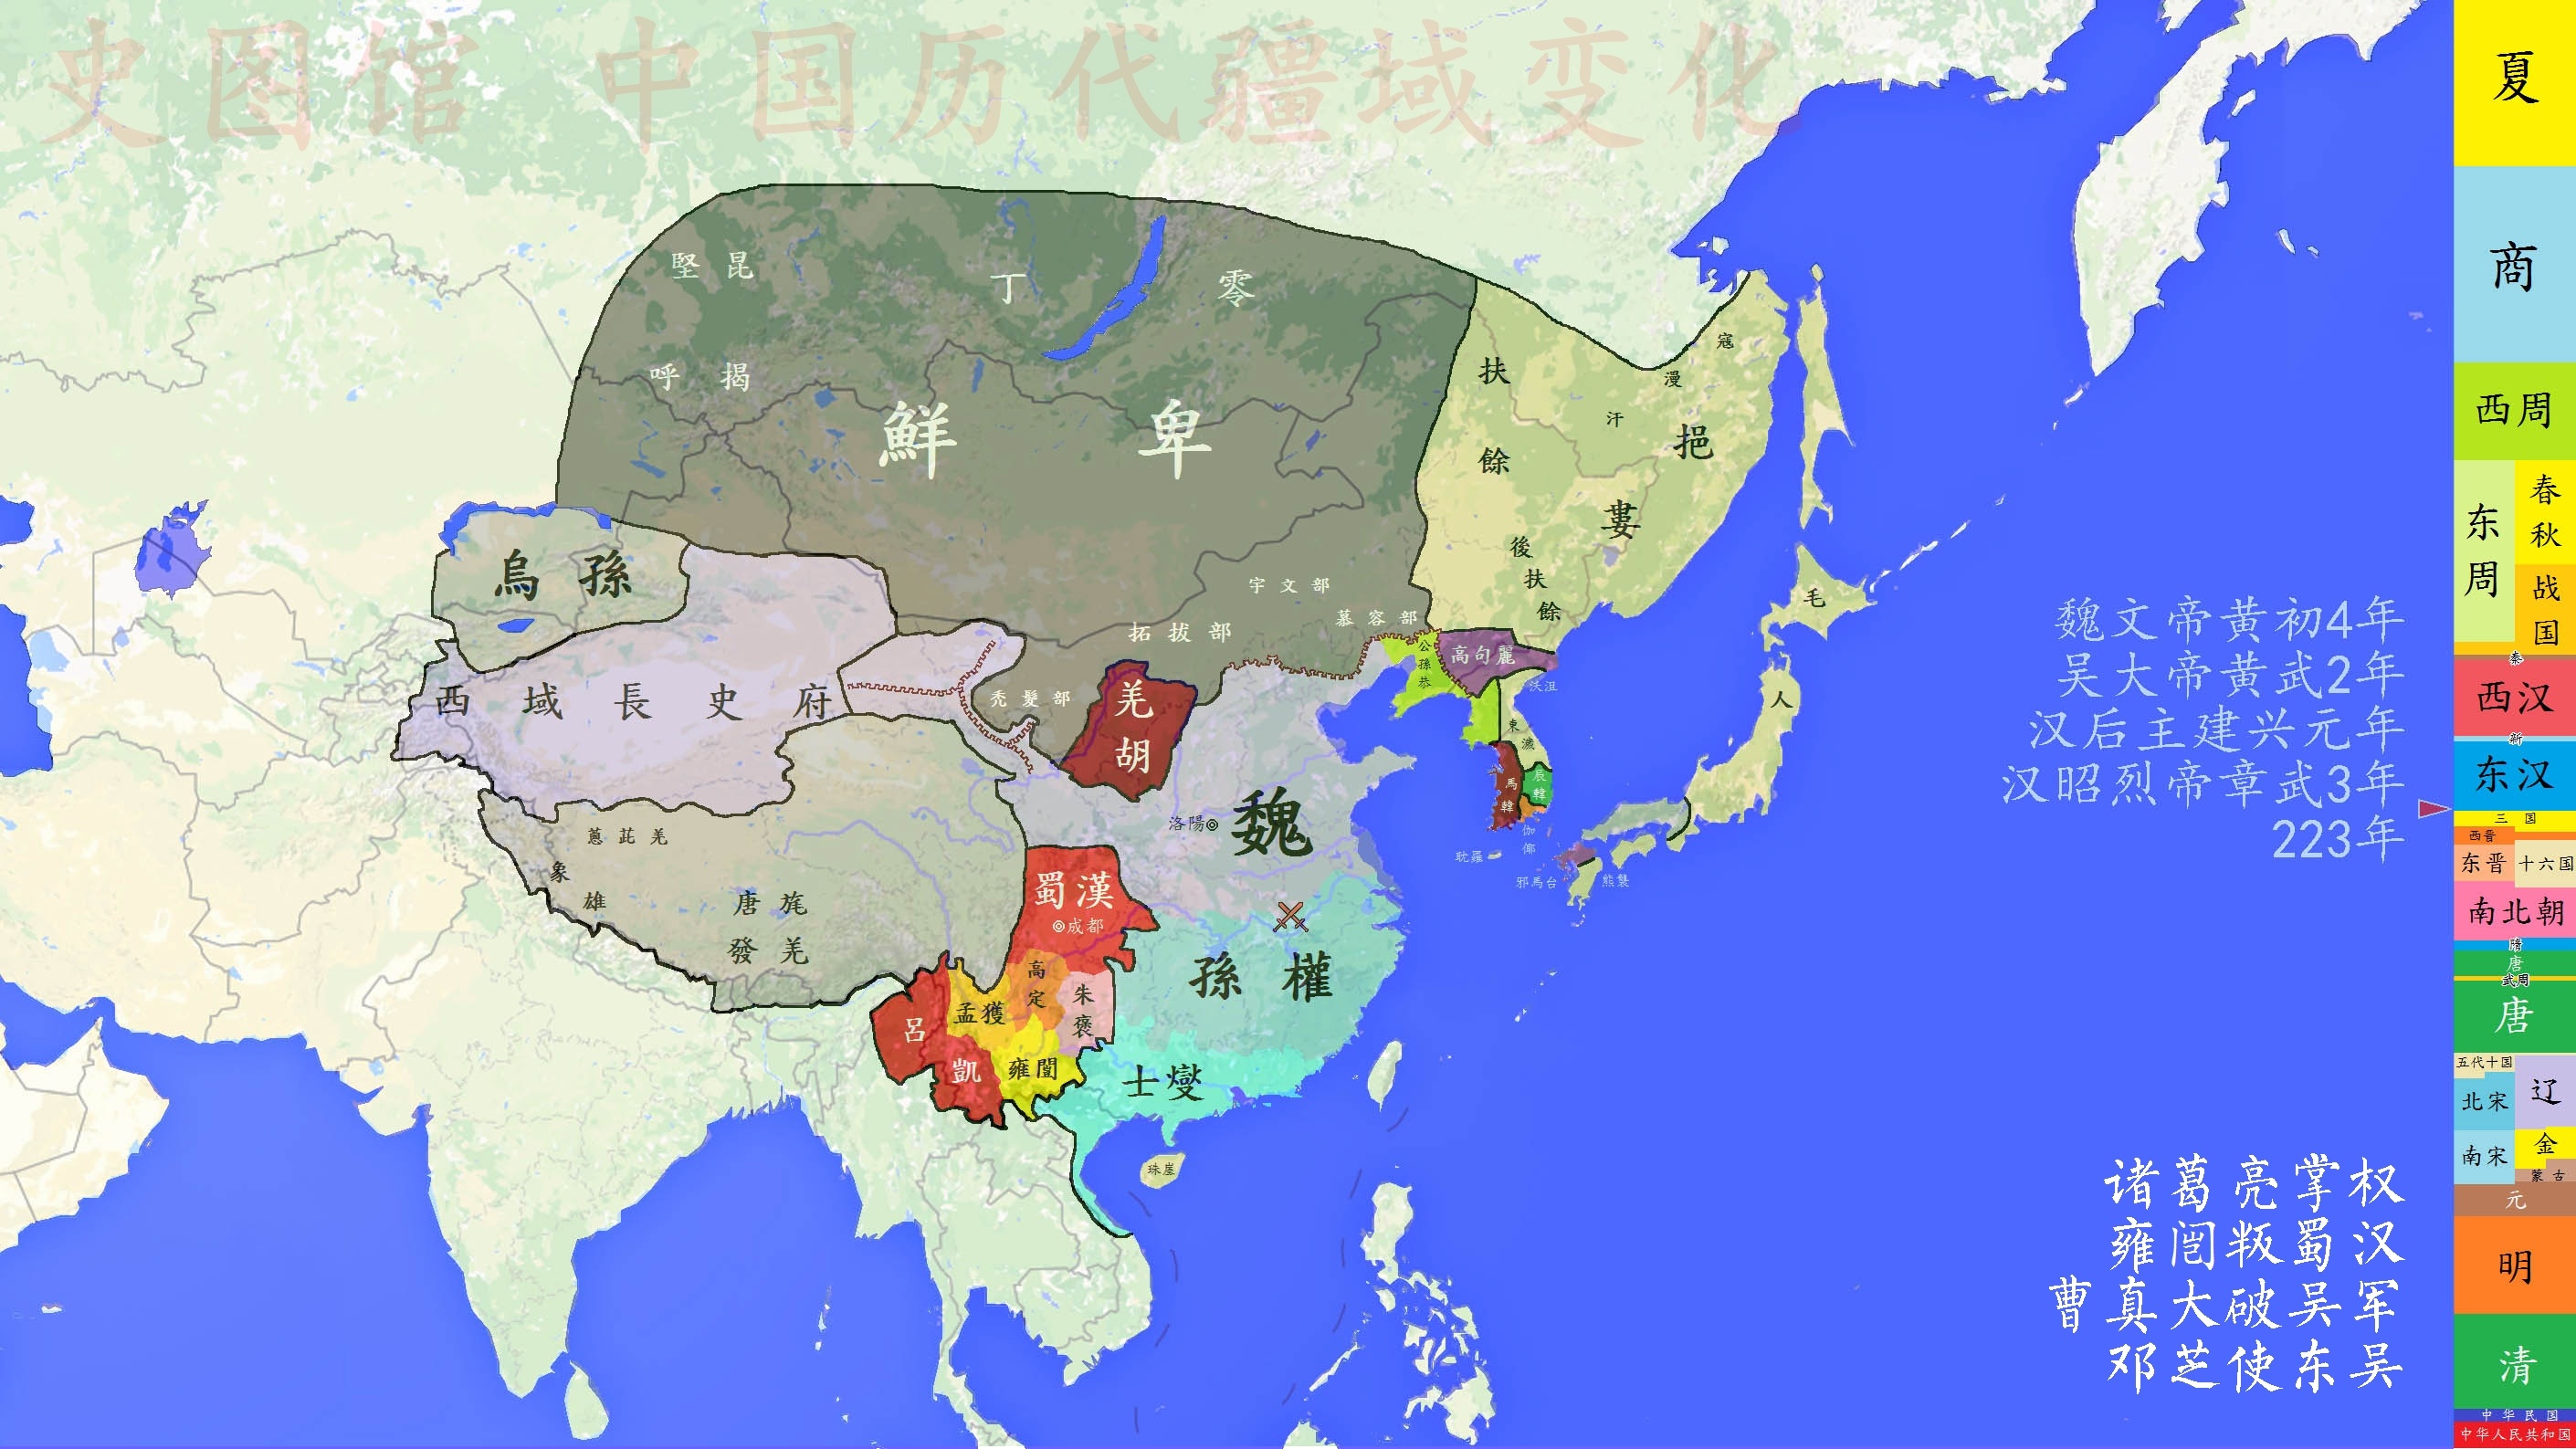 史图馆 中国历代疆域变化
堅昆
丁零
呼揭
鮮卑
扶餘
寇漫汗
挹婁
後扶餘
烏孫
宇文部
慕容部
拓拔部
禿髮部
公孫恭
高句麗
沃沮
東濊
馬韓
辰韓
伽倻
耽羅
邪馬台
熊襲
毛人
西域長史府
羌胡
魏
洛陽
蔥茈羌
象雄
唐旄
發羌
蜀漢
成都
孫權
高定
朱褒
孟獲
呂凱
雍闓
士燮
珠崖
魏文帝黄初4年
吴大帝黄武2年
汉后主建兴元年
汉昭烈帝章武3年
223年
诸葛亮掌权
雍闿叛蜀汉
曹真大破吴军
邓芝使东吴
夏
商
西周
东周
春秋
战国
秦
西汉
新
东汉
三国
西晋
东晋
十六国
南北朝
隋
唐
武周
唐
五代十国
辽
北宋
金
南宋
蒙古
元
明
清
中华民国
中华人民共和国